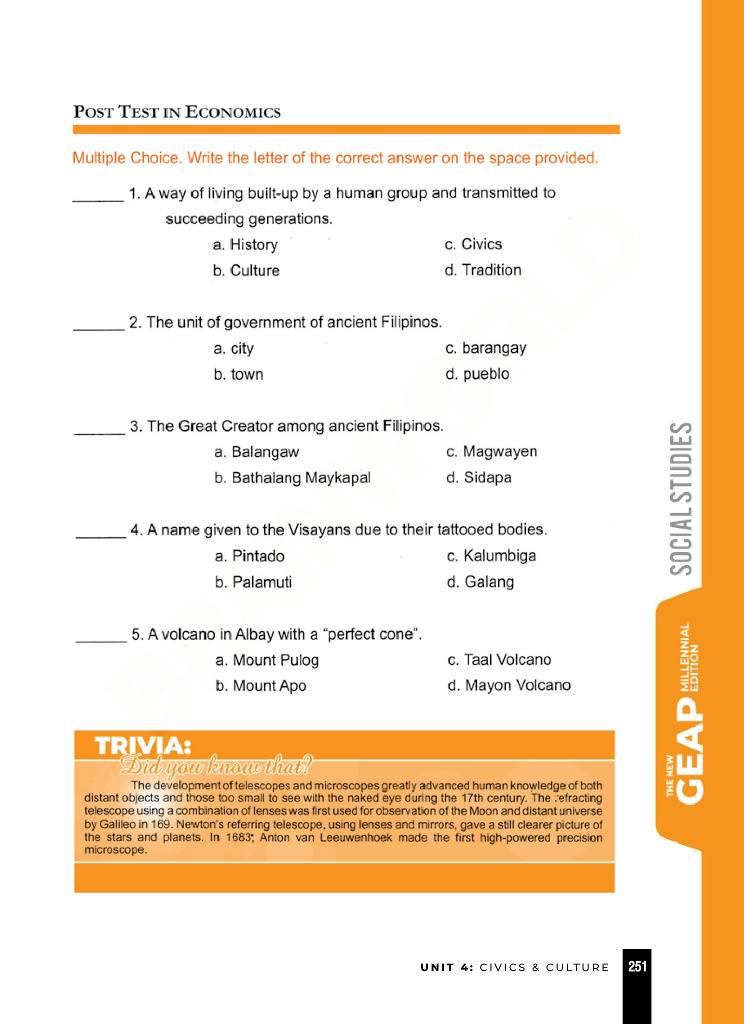 POST TEST IN ECONOMICS
Multiple Choice. Write the letter of the correct answer on the space provided.
______ 1. A way of living built-up by a human group and transmitted to
succeeding generations.
a. History c. Civics
b. Culture d. Tradition
______ 2. The unit of government of ancient Filipinos.
a. city c. barangay
b. town d. pueblo
______ 3. The Great Creator among ancient Filipinos.
a. Balangaw c. Magwayen
b. Bathalang Maykapal d. Sidapa
______ 4. A name given to the Visayans due to their tattooed bodies.
a. Pintado c. Kalumbiga
b. Palamuti d. Galang
______ 5. A volcano in Albay with a “perfect cone”.
a. Mount Pulog c. Taal Volcano
b. Mount Apo d. Mayon Volcano
TRIVIA:
Did you know that?
The development of telescopes and microscopes greatly advanced human knowledge of both
distant objects and those too small to see with the naked eye during the 17th century. The refracting
telescope using a combination of lenses was first used for observation of the Moon and distant universe
by Galileo in 169. Newton's referring telescope, using lenses and mirrors, gave a still clearer picture of
the stars and planets. In 1683; Anton van Leeuwenhoek made the first high-powered precision
microscope.
SOCIAL STUDIES
THE NEW
GEAP
MILLENNIAL
EDITION
UNIT 4: CIVICS & CULTURE 251